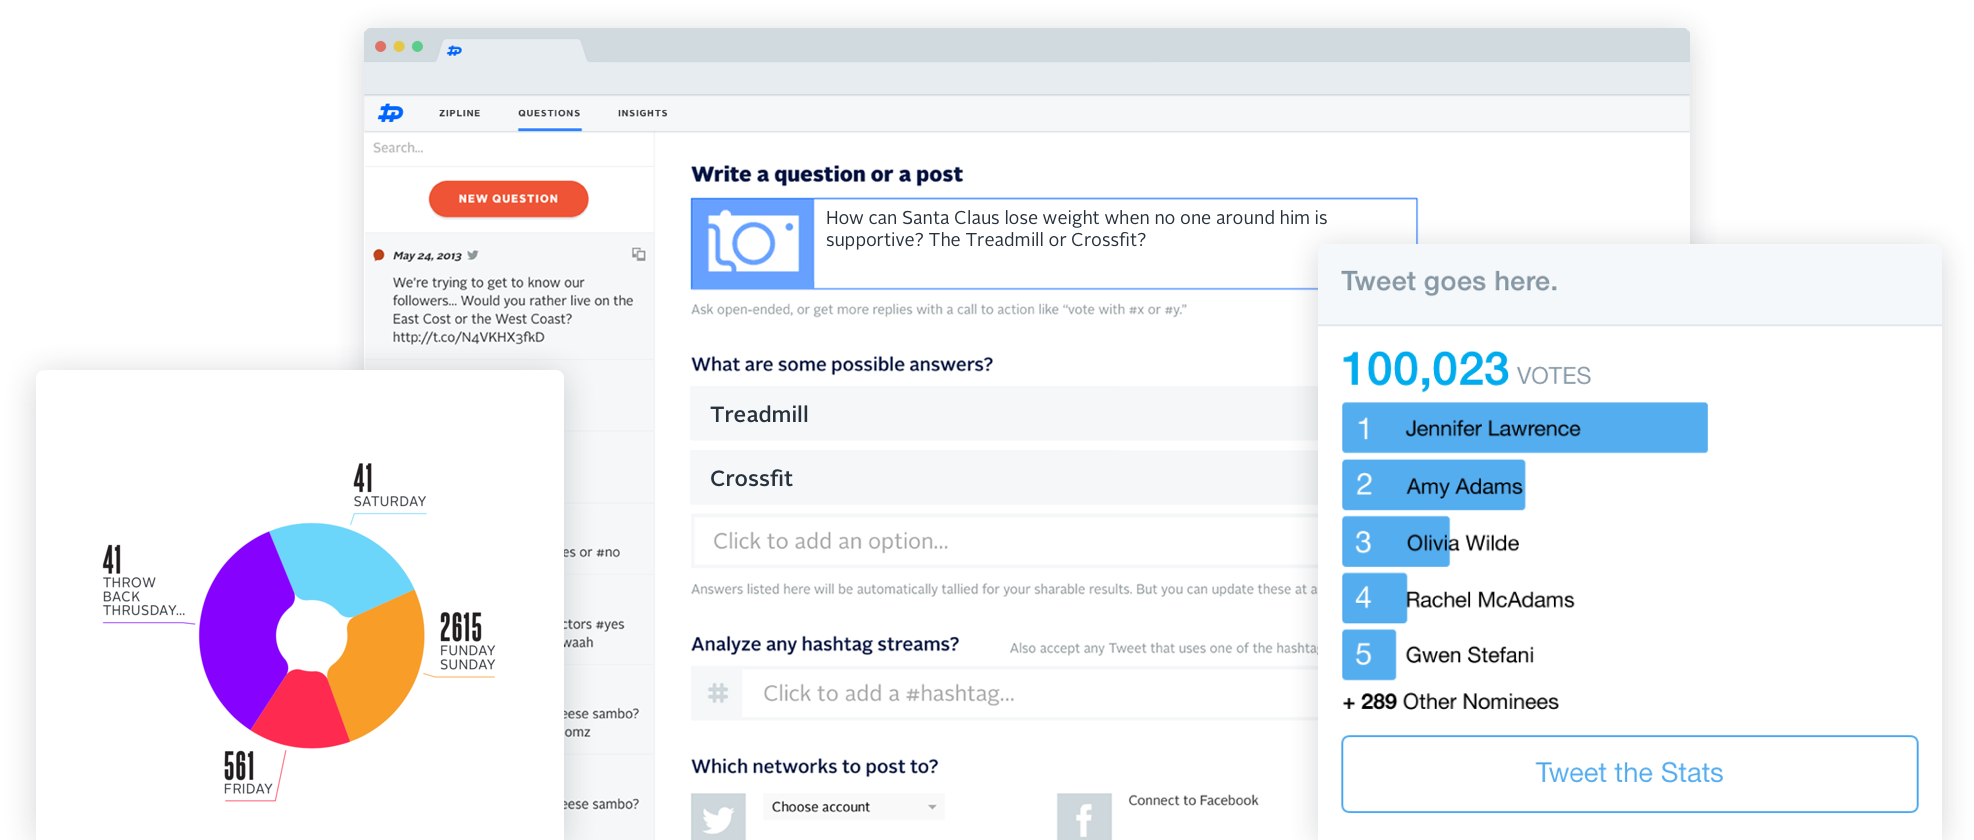 ZIPLINE
QUESTIONS
INSIGHTS
Search...
NEW QUESTION
May 24, 2013
We're trying to get to know our
followers... Would you rather live on the
East Cost or the West Coast?
http://t.co/N4VKHX3fkD
es or #no
ctors #yes
waah
eese sambo?
omz
eese sambo?
Write a question or a post
How can Santa Claus lose weight when no one around him is
supportive? The Treadmill or Crossfit?
Ask open-ended, or get more replies with a call to action like “vote with #x or #y.”
What are some possible answers?
Treadmill
Crossfit
Click to add an option...
Answers listed here will be automatically tallied for your sharable results. But you can update these at a
Analyze any hashtag streams?
Also accept any Tweet that uses one of the hashta
# Click to add a #hashtag...
Which networks to post to?
Choose account
Connect to Facebook
41
SATURDAY
41
THROW
BACK
THRUSDAY...
2615
FUNDAY
SUNDAY
561
FRIDAY
Tweet goes here.
100,023 VOTES
1 Jennifer Lawrence
2 Amy Adams
3 Olivia Wilde
4 Rachel McAdams
5 Gwen Stefani
+ 289 Other Nominees
Tweet the Stats